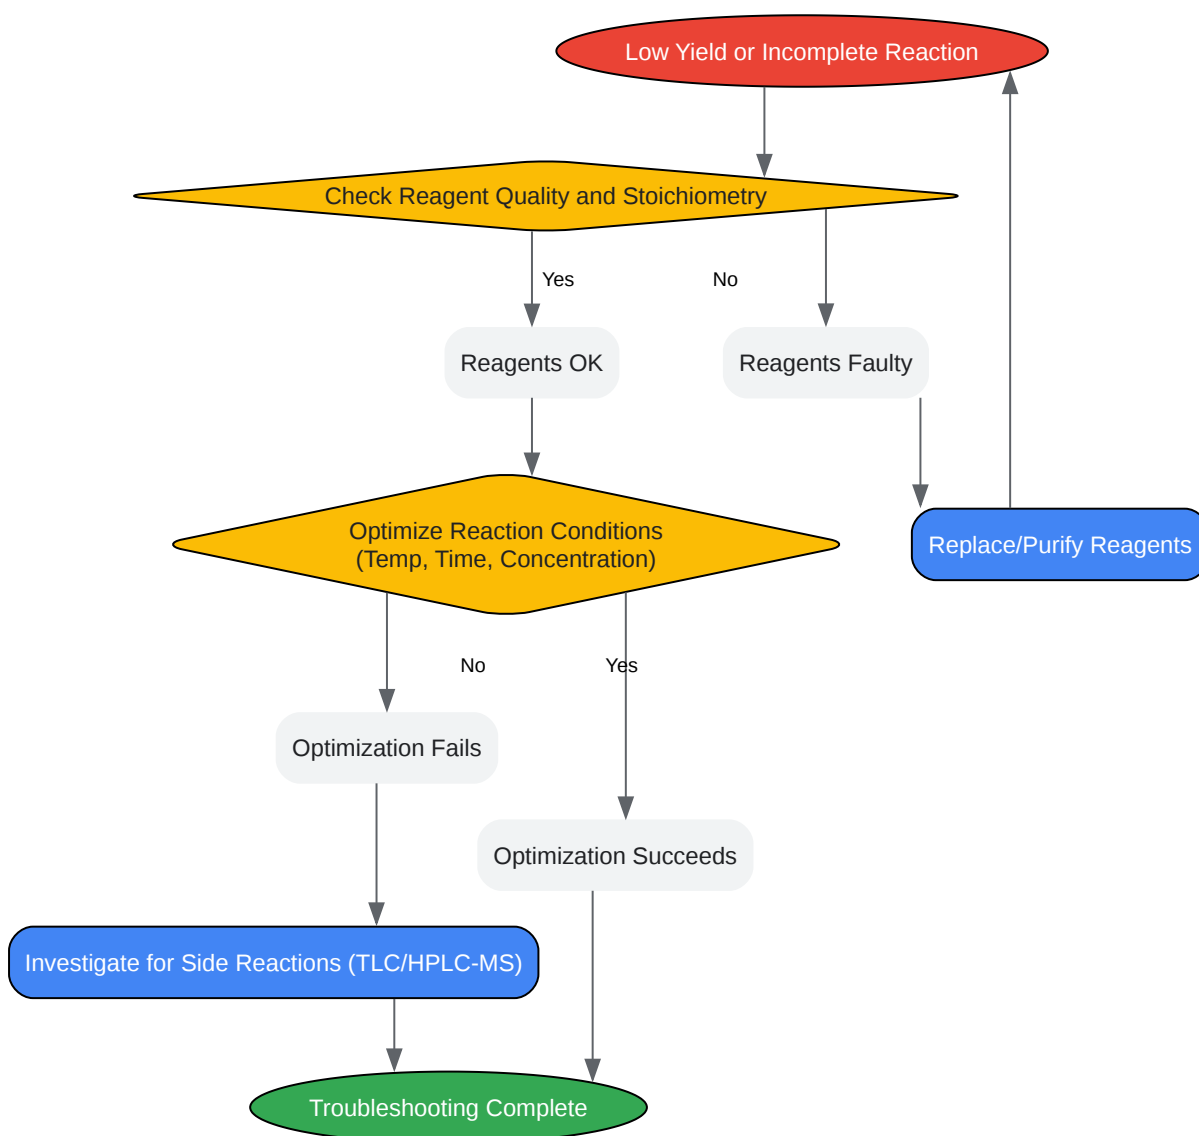 Low Yield or Incomplete Reaction
Check Reagent Quality and Stoichiometry
Yes
No
Reagents OK
Reagents Faulty
Optimize Reaction Conditions
(Temp, Time, Concentration)
Replace/Purify Reagents
No
Yes
Optimization Fails
Optimization Succeeds
Investigate for Side Reactions (TLC/HPLC-MS)
Troubleshooting Complete